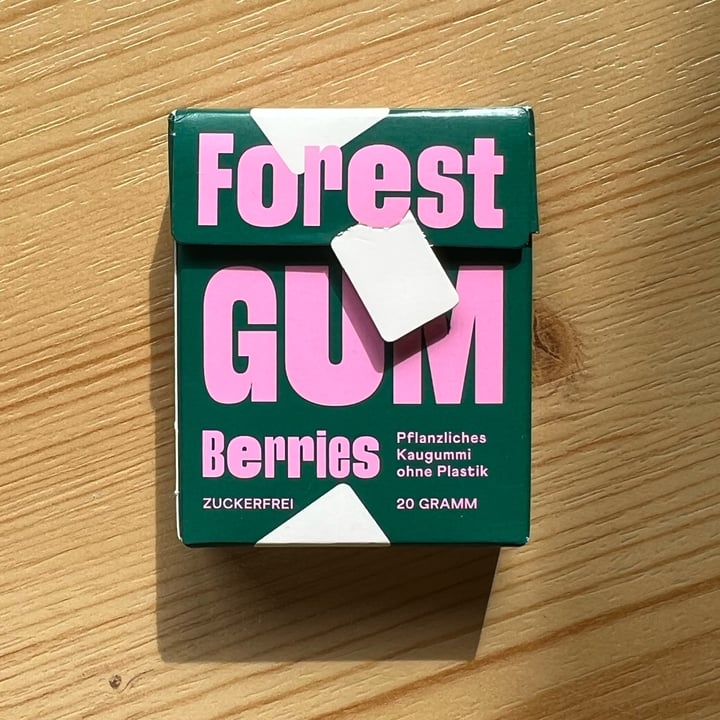 Forest
GUM
Berries
Pflanzliches
Kaugummi
ohne Plastik
ZUCKERFREI
20 GRAMM